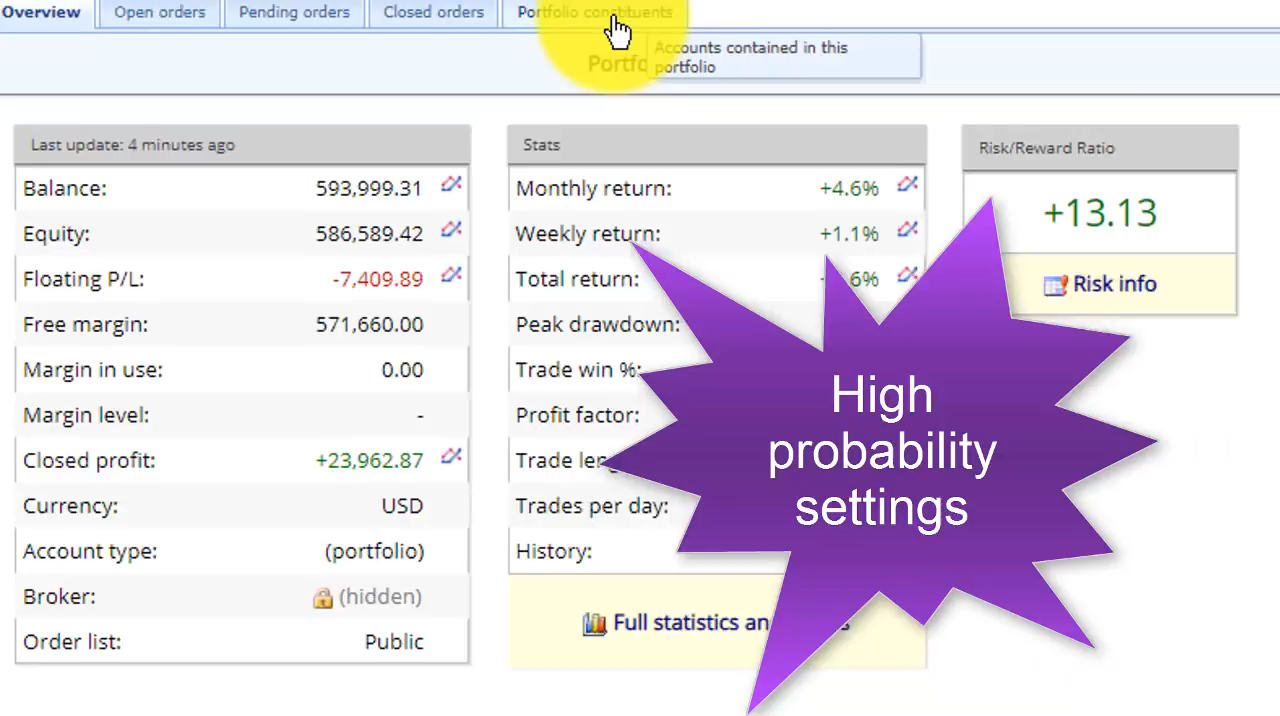 Overview
Open orders
Pending orders
Closed orders
Portfolio constituents
Accounts contained in this
portfolio
Last update: 4 minutes ago
Balance: 593,999.31
Equity: 586,589.42
Floating P/L: -7,409.89
Free margin: 571,660.00
Margin in use: 0.00
Margin level: -
Closed profit: +23,962.87
Currency: USD
Account type: (portfolio)
Broker: (hidden)
Order list: Public
Stats
Monthly return: +4.6%
Weekly return: +1.1%
Total return: 6%
Peak drawdown:
Trade win %:
Profit factor:
Trade
Trades per day:
History:
Full statistics
Risk/Reward Ratio
+13.13
Risk info
High
probability
settings